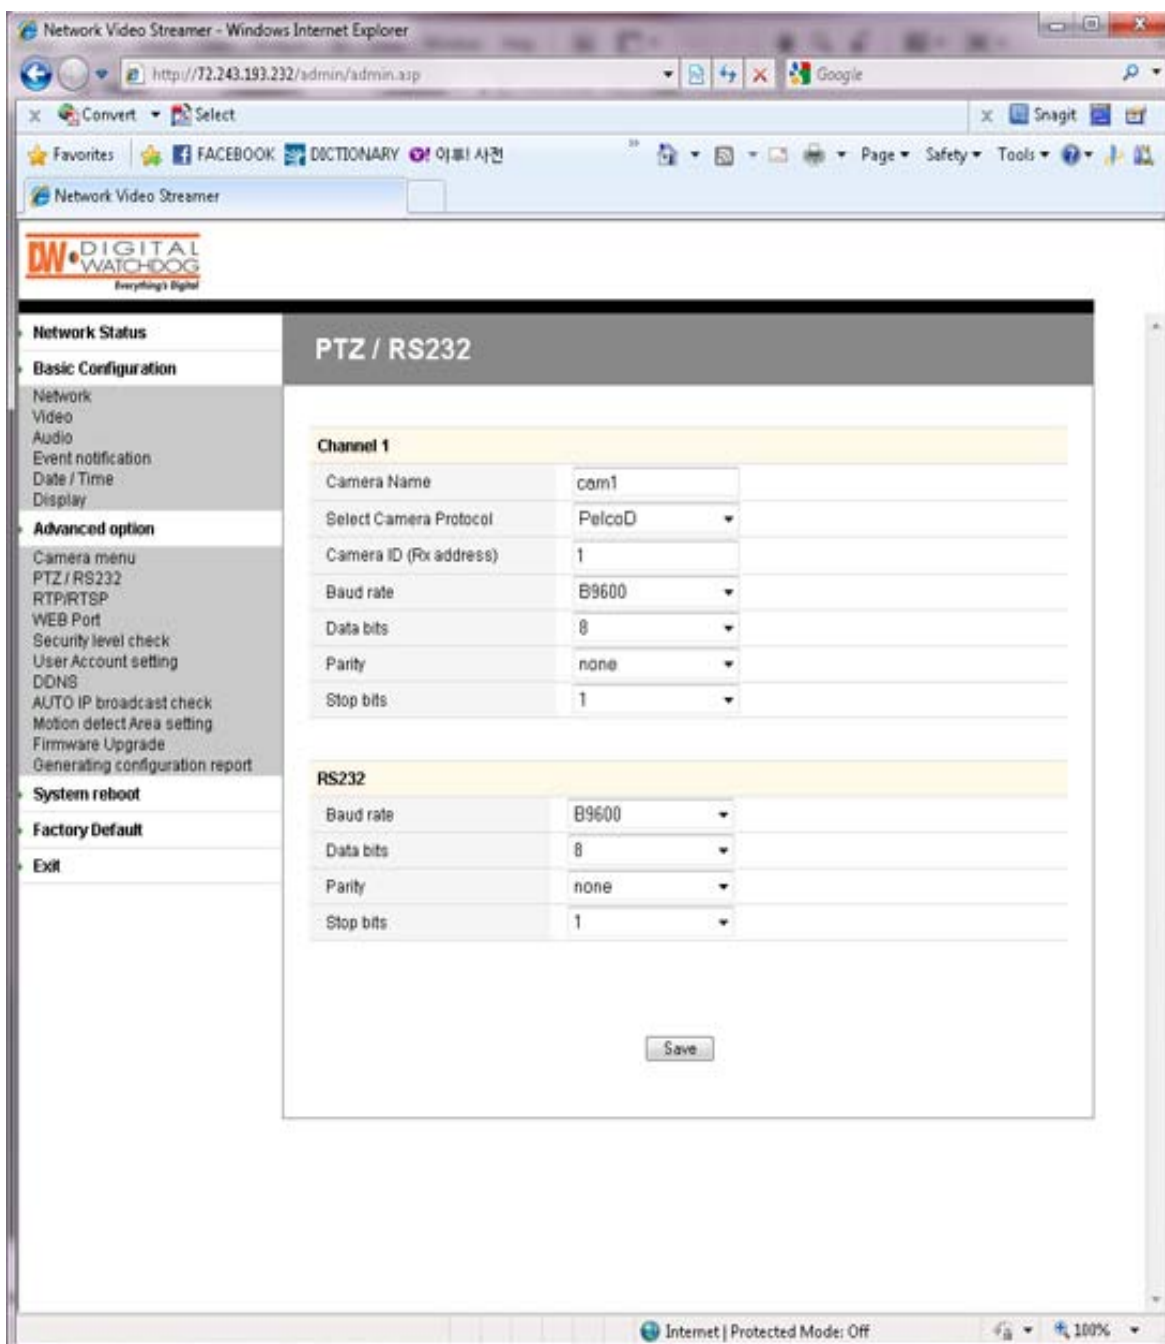 Network Video Streamer - Windows Internet Explorer
http://72.243.193.232/admin/admin.asp
Google
x Convert Select
x Snagit
Favorites FACEBOOK DICTIONARY Y! 야후! 사전 » Page Safety Tools
Network Video Streamer
DW DIGITAL
WATCHDOG
Everything's Digital
Network Status
Basic Configuration
Network
Video
Audio
Event notification
Date / Time
Display
Advanced option
Camera menu
PTZ / RS232
RTP/RTSP
WEB Port
Security level check
User Account setting
DDNS
AUTO IP broadcast check
Motion detect Area setting
Firmware Upgrade
Generating configuration report
System reboot
Factory Default
Exit
PTZ / RS232
Channel 1
Camera Name cam1
Select Camera Protocol PelcoD
Camera ID (Rx address) 1
Baud rate B9600
Data bits 8
Parity none
Stop bits 1
RS232
Baud rate B9600
Data bits 8
Parity none
Stop bits 1
Save
Internet | Protected Mode: Off
100%